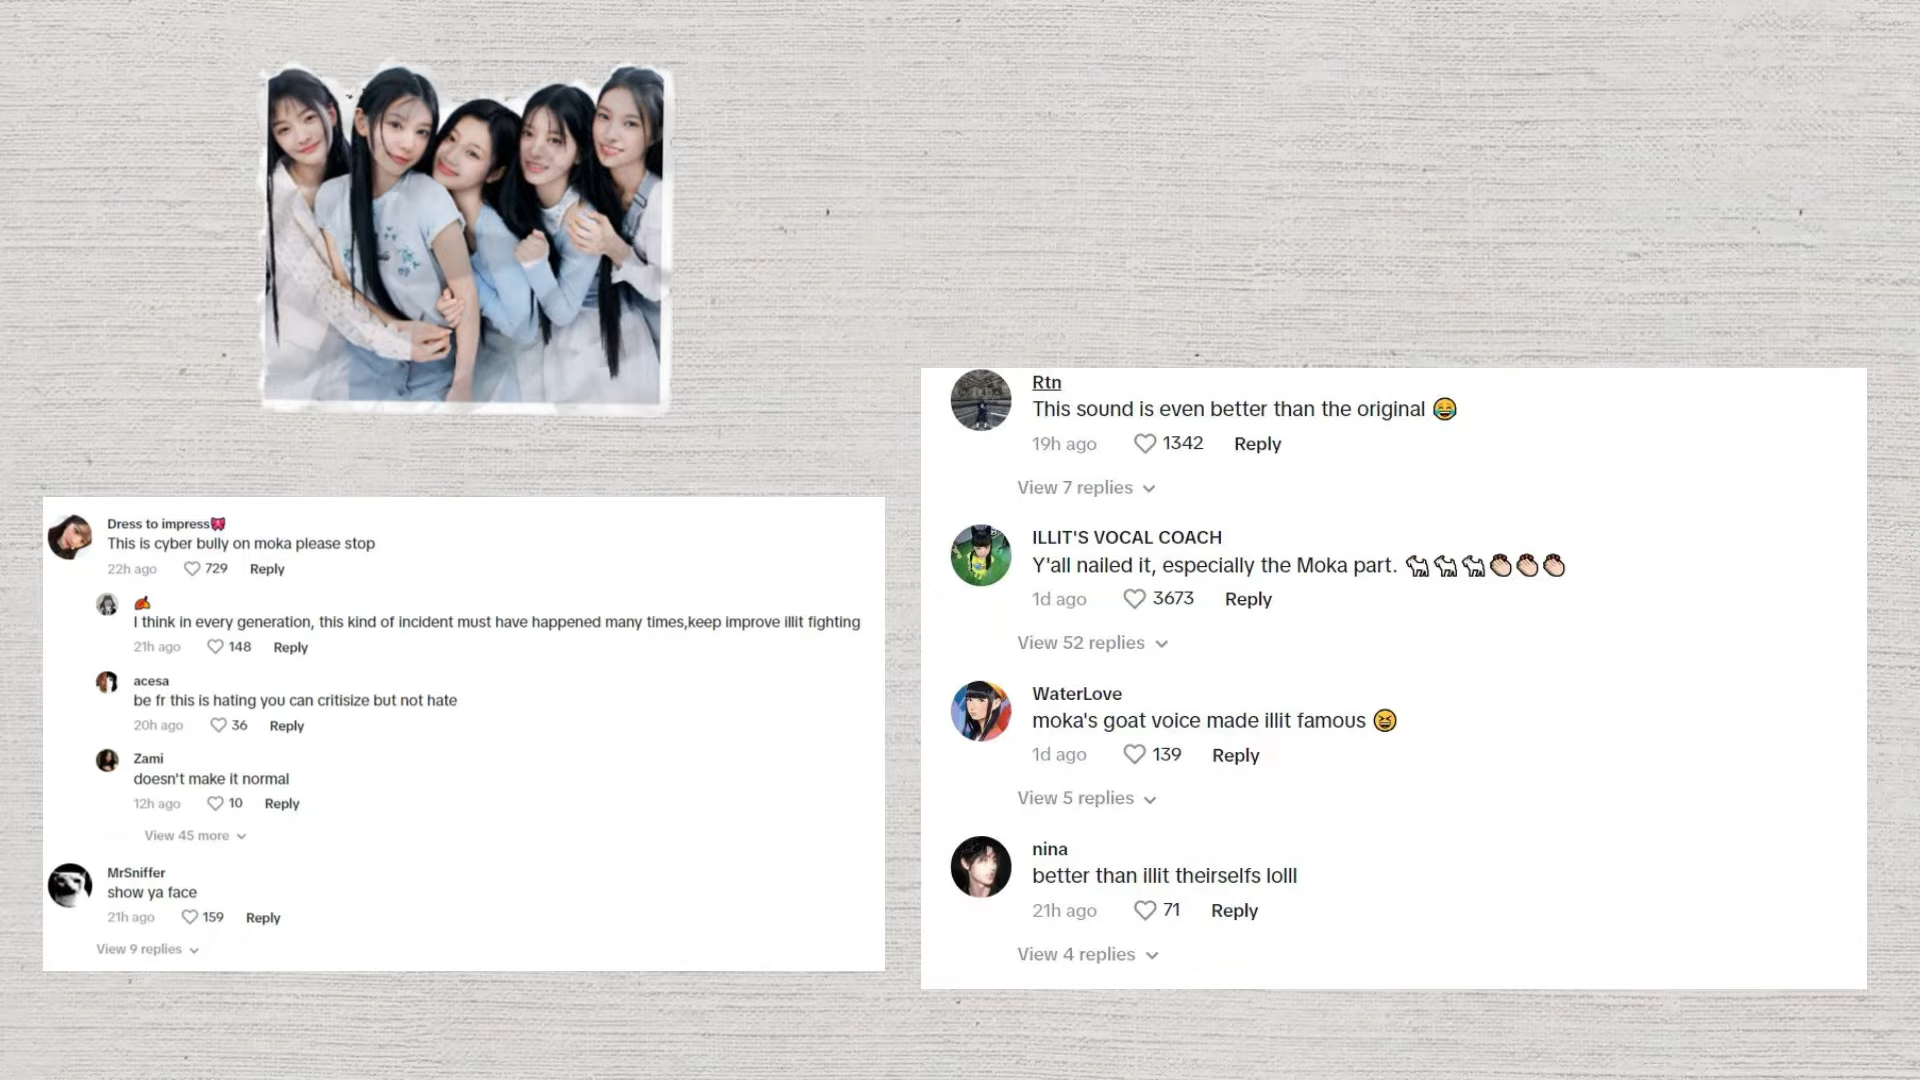 Dress to impress🎀
This is cyber bully on moka please stop
22h ago 729 Reply
🍂
I think in every generation, this kind of incident must have happened many times,keep improve illit fighting
21h ago 148 Reply
acesa
be fr this is hating you can critisize but not hate
20h ago 36 Reply
Zami
doesn't make it normal
12h ago 10 Reply
View 45 more
MrSniffer
show ya face
21h ago 159 Reply
View 9 replies
Rtn
This sound is even better than the original 😂
19h ago 1342 Reply
View 7 replies
ILLIT'S VOCAL COACH
Y'all nailed it, especially the Moka part. 🐐🐐🐐👏🏻👏🏻👏🏻
1d ago 3673 Reply
View 52 replies
WaterLove
moka's goat voice made illit famous 😆
1d ago 139 Reply
View 5 replies
nina
better than illit theirselfs lolll
21h ago 71 Reply
View 4 replies